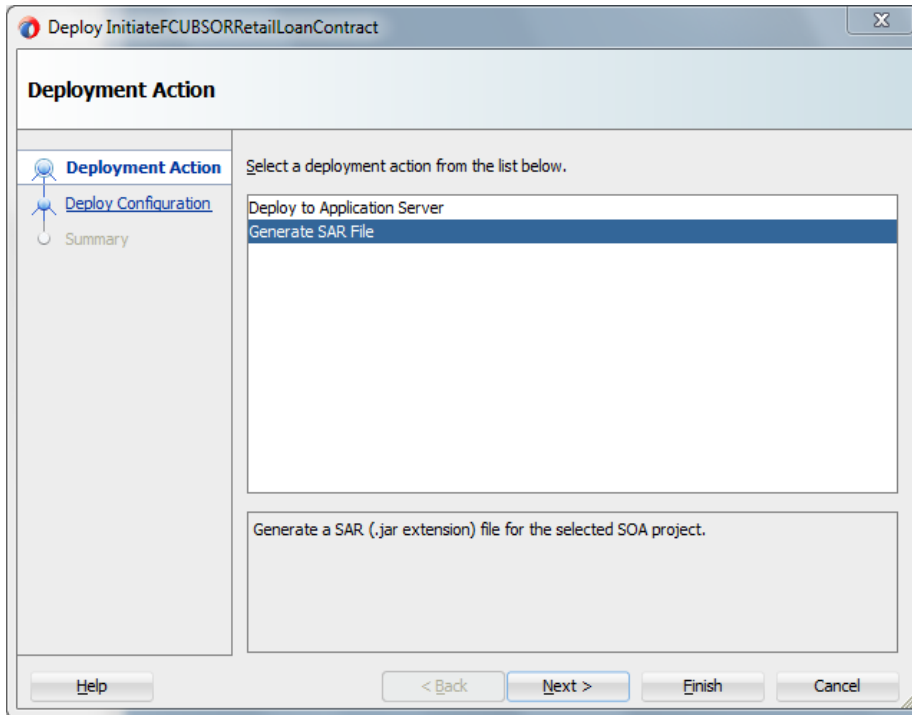 Deploy InitiateFCUBSORRetailLoanContract
Deployment Action
Deployment Action
Deploy Configuration
Summary
Select a deployment action from the list below.
Deploy to Application Server
Generate SAR File
Generate a SAR (.jar extension) file for the selected SOA project.
Help
< Back
Next >
Finish
Cancel